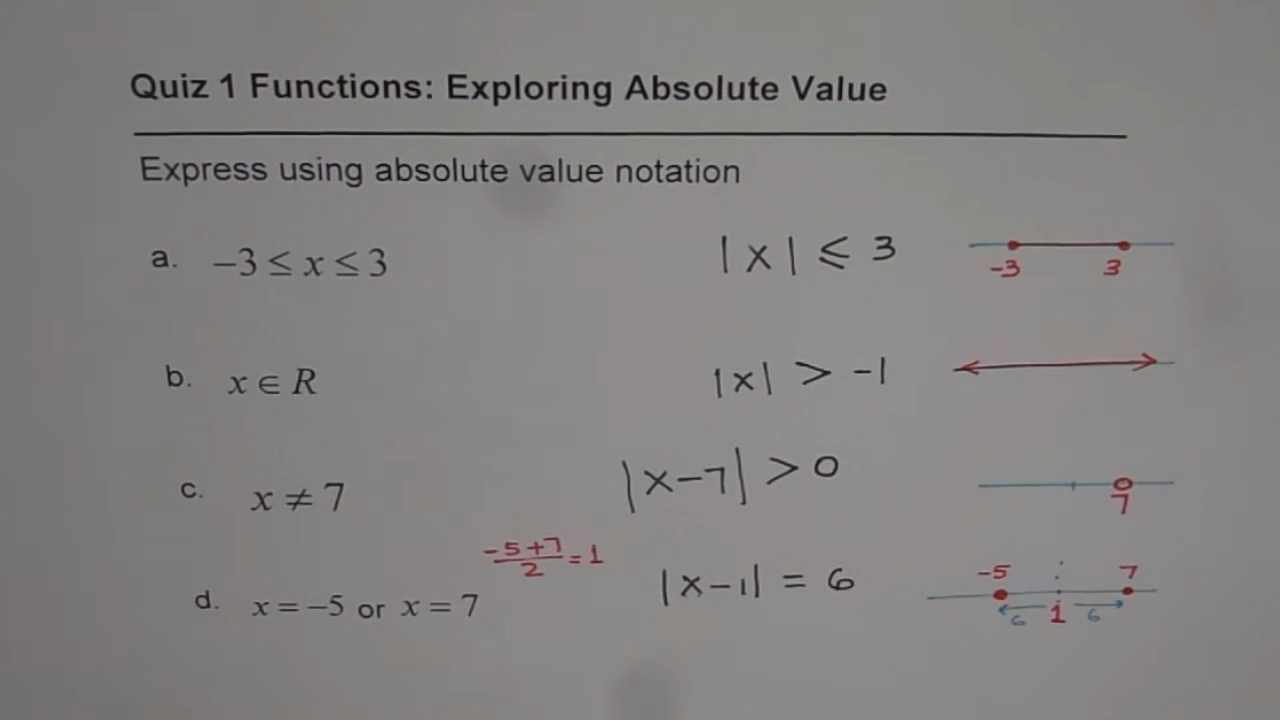 Quiz 1 Functions: Exploring Absolute Value
Express using absolute value notation
a. −3 ≤ x ≤ 3 |x| ≤ 3
-3 3
b. x ∈ R |x| > -1
c. x ≠ 7 |x-7| > 0
7
-5+7/2 = 1
d. x = −5 or x = 7 |x-1| = 6
-5 7
6 1 6